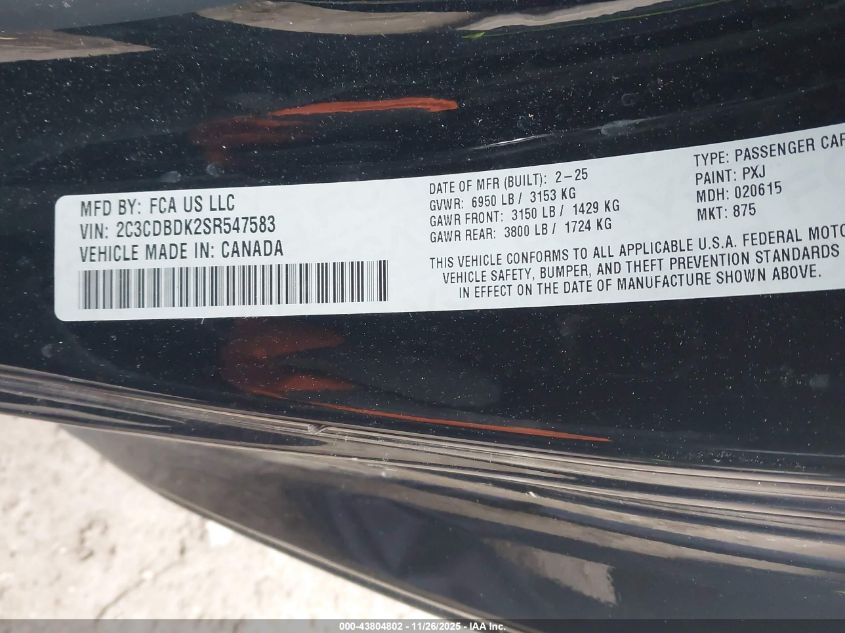 MFD BY: FCA US LLC
VIN: 2C3CDBDK2SR547583
VEHICLE MADE IN: CANADA
DATE OF MFR (BUILT): 2-25
GVWR: 6950 LB / 3153 KG
GAWR FRONT: 3150 LB / 1429 KG
GAWR REAR: 3800 LB / 1724 KG
TYPE: PASSENGER CAR
PAINT: PXJ
MDH: 020615
MKT: 875
THIS VEHICLE CONFORMS TO ALL APPLICABLE U.S.A. FEDERAL MOTO
VEHICLE SAFETY, BUMPER, AND THEFT PREVENTION STANDARDS
IN EFFECT ON THE DATE OF MANUFACTURE SHOWN ABOVE.
000-43804802 - 11/26/2025 - IAA Inc.